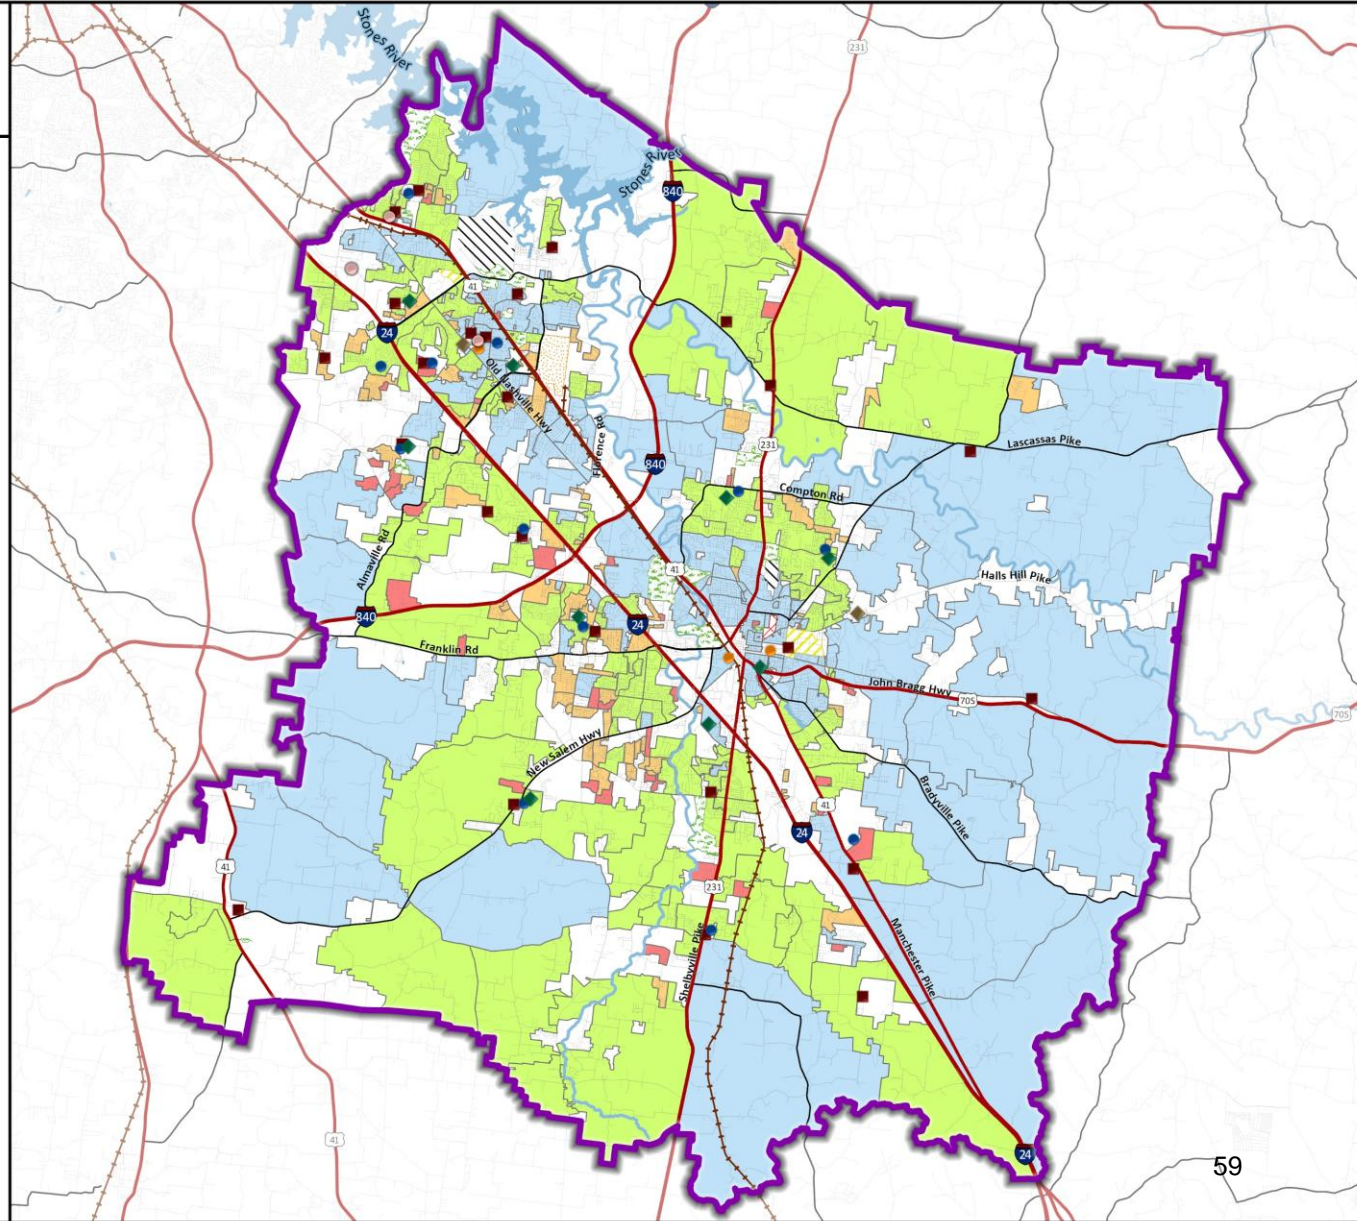 Stones River
231
Stones River
840
41
24
Old Nashville Hwy
Florence Rd
231
Lascassas Pike
840
Compton Rd
Almaville Rd
41
Halls Hill Pike
840
24
Franklin Rd
John Bragg Hwy
70S
70S
New Salem Hwy
Bradyville Pike
41
24
41
231
Manchester Pike
Shelbyville Pike
41
24
59